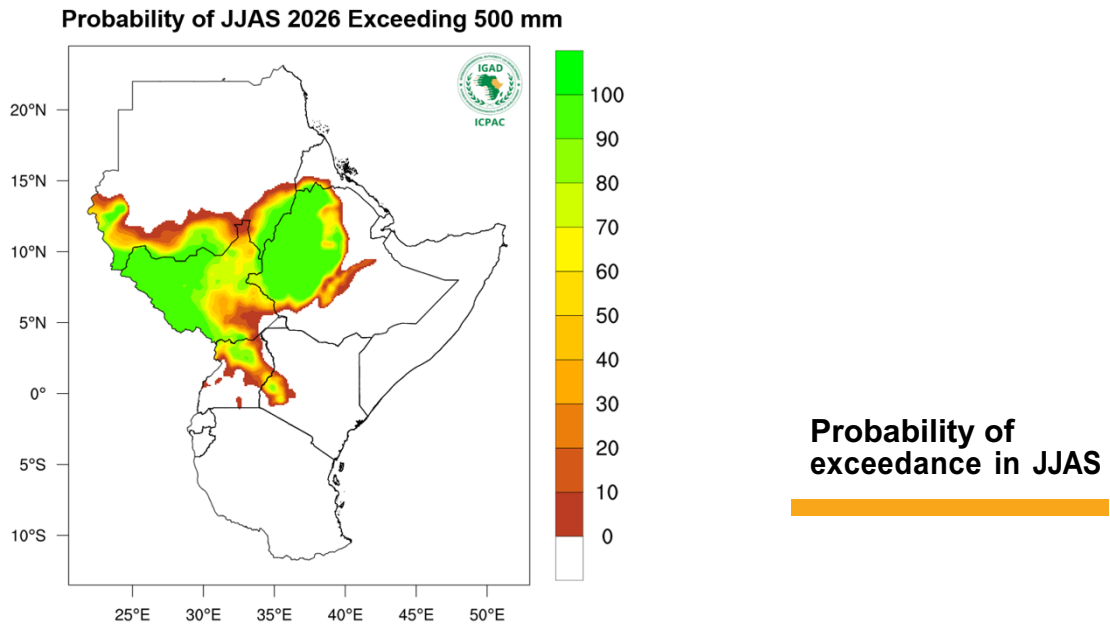 Probability of JJAS 2026 Exceeding 500 mm
IGAD
ICPAC
20°N
15°N
10°N
5°N
0°
5°S
10°S
25°E
30°E
35°E
40°E
45°E
50°E
100
90
80
70
60
50
40
30
20
10
0
Probability of
exceedance in JJAS